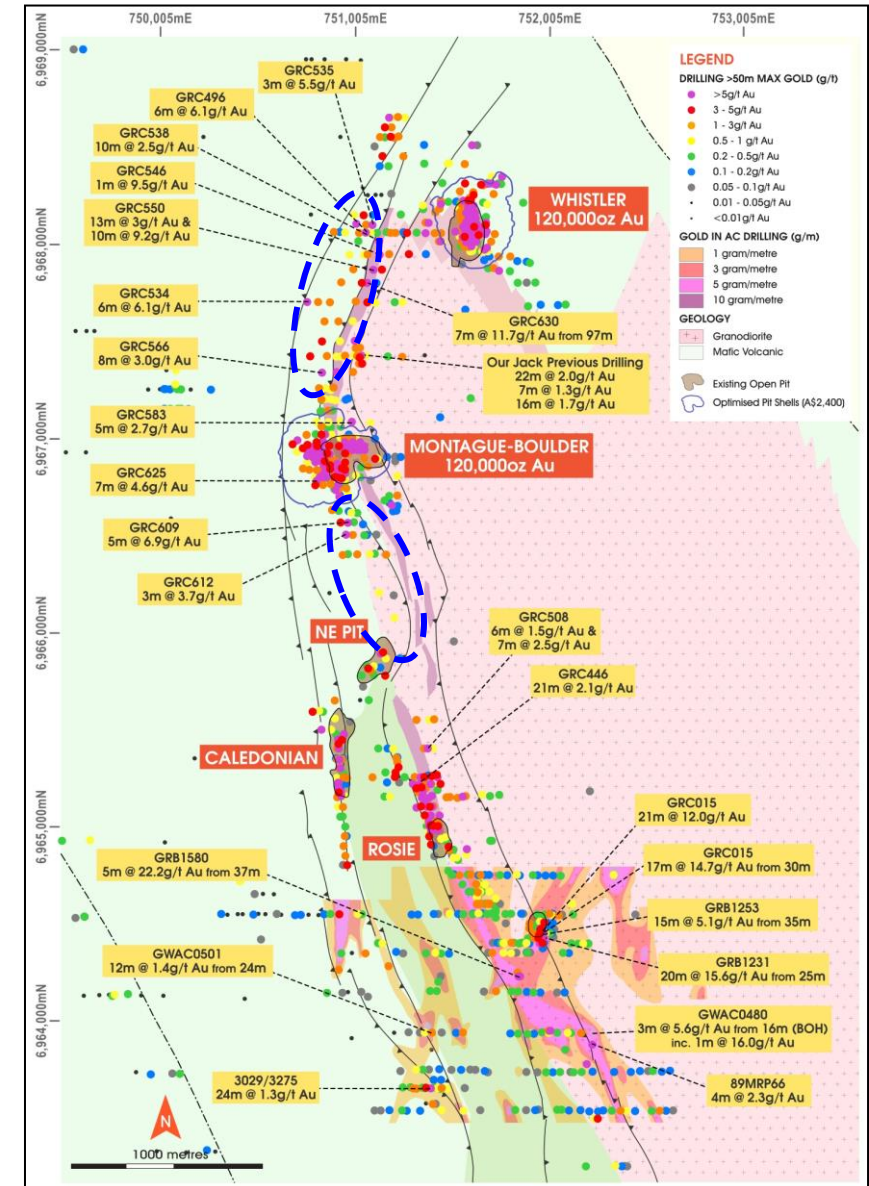 750,005mE
751,005mE
752,005mE
753,005mE
6,969,000mN
6,968,000mN
6,967,000mN
6,966,000mN
6,965,000mN
6,964,000mN
GRC535
3m @ 5.5g/t Au
GRC496
6m @ 6.1g/t Au
GRC538
10m @ 2.5g/t Au
GRC546
1m @ 9.5g/t Au
GRC550
13m @ 3g/t Au &
10m @ 9.2g/t Au
GRC534
6m @ 6.1g/t Au
GRC566
8m @ 3.0g/t Au
GRC583
5m @ 2.7g/t Au
GRC625
7m @ 4.6g/t Au
GRC609
5m @ 6.9g/t Au
GRC612
3m @ 3.7g/t Au
WHISTLER
120,000oz Au
GRC630
7m @ 11.7g/t Au from 97m
Our Jack Previous Drilling
22m @ 2.0g/t Au
7m @ 1.3g/t Au
16m @ 1.7g/t Au
MONTAGUE-BOULDER
120,000oz Au
NE PIT
GRC508
6m @ 1.5g/t Au &
7m @ 2.5g/t Au
GRC446
21m @ 2.1g/t Au
CALEDONIAN
ROSIE
GRB1580
5m @ 22.2g/t Au from 37m
GWAC0501
12m @ 1.4g/t Au from 24m
3029/3275
24m @ 1.3g/t Au
GRC015
21m @ 12.0g/t Au
GRC015
17m @ 14.7g/t Au from 30m
GRB1253
15m @ 5.1g/t Au from 35m
GRB1231
20m @ 15.6g/t Au from 25m
GWAC0480
3m @ 5.6g/t Au from 16m (BOH)
inc. 1m @ 16.0g/t Au
89MRP66
4m @ 2.3g/t Au
LEGEND
DRILLING >50m MAX GOLD (g/t)
>5g/t Au
3 - 5g/t Au
1 - 3g/t Au
0.5 - 1 g/t Au
0.2 - 0.5g/t Au
0.1 - 0.2g/t Au
0.05 - 0.1g/t Au
0.01 - 0.05g/t Au
<0.01g/t Au
GOLD IN AC DRILLING (g/m)
1 gram/metre
3 gram/metre
5 gram/metre
10 gram/metre
GEOLOGY
Granodiorite
Mafic Volcanic
Existing Open Pit
Optimised Pit Shells (A$2,400)
N
1000 metres